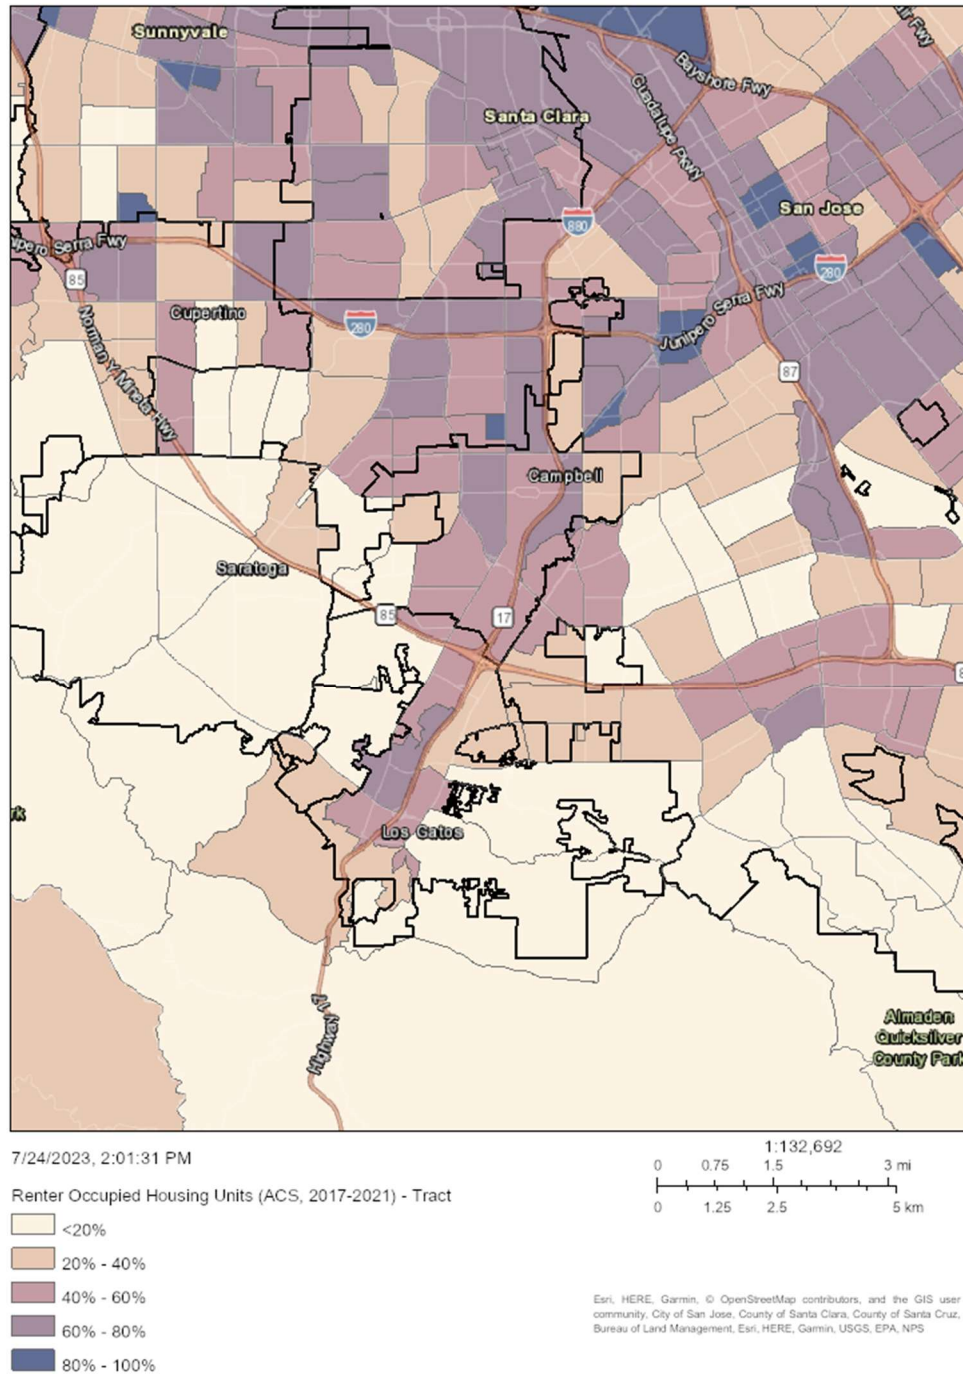 Sunnyvale
ir Fwy
Bayshore Fwy
Guadalupe Pkwy
Santa Clara
San Jose
880
nipero Serra Fwy
280
85
Cupertino
280
Junipero Serra Fwy
Norman Y Mineta Hwy
87
Campbell
Saratoga
85
17
8
rk
Los Gatos
Highway 17
Almaden
Quicksilver
County Park
7/24/2023, 2:01:31 PM
1:132,692
0 0.75 1.5 3 mi
0 1.25 2.5 5 km
Renter Occupied Housing Units (ACS, 2017-2021) - Tract
<20%
20% - 40%
40% - 60%
60% - 80%
80% - 100%
Esri, HERE, Garmin, © OpenStreetMap contributors, and the GIS user
community, City of San Jose, County of Santa Clara, County of Santa Cruz,
Bureau of Land Management, Esri, HERE, Garmin, USGS, EPA, NPS